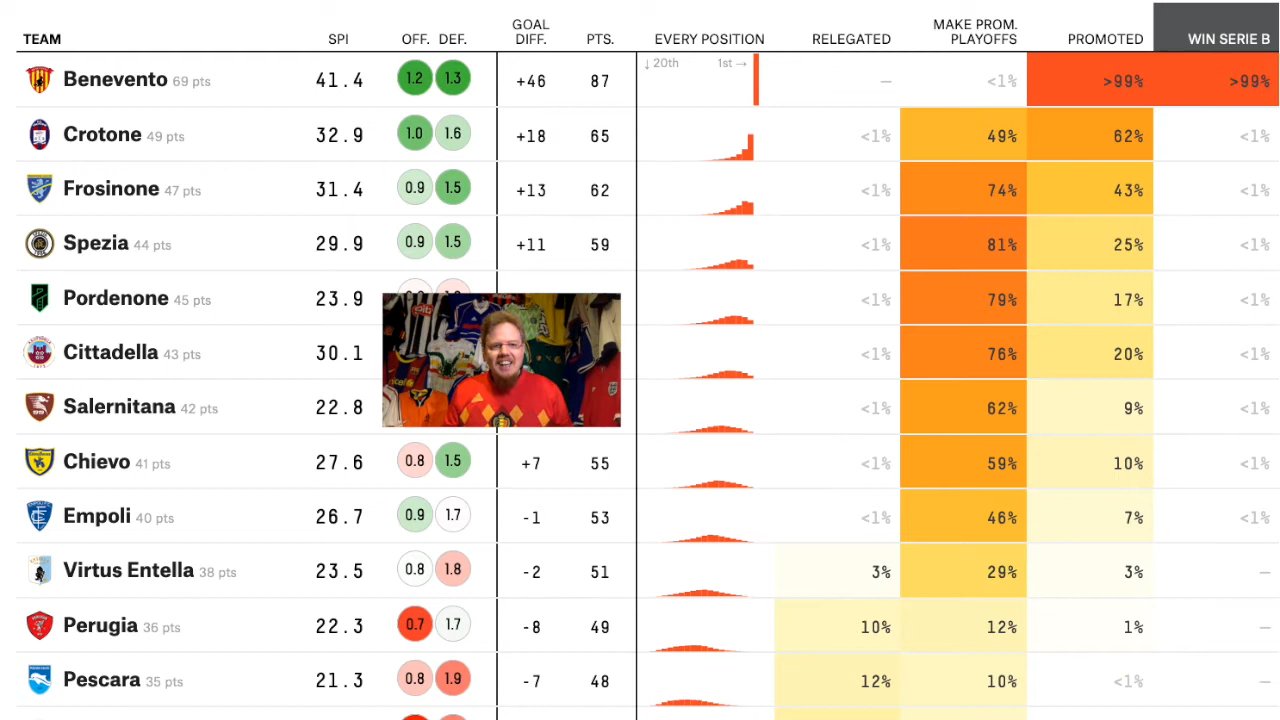 TEAM SPI OFF. DEF. GOAL DIFF. PTS. EVERY POSITION RELEGATED MAKE PROM. PLAYOFFS PROMOTED WIN SERIE B
↓ 20th 1st →
Benevento 69 pts 41.4 1.2 1.3 +46 87 — <1% >99% >99%
Crotone 49 pts 32.9 1.0 1.6 +18 65 <1% 49% 62% <1%
Frosinone 47 pts 31.4 0.9 1.5 +13 62 <1% 74% 43% <1%
Spezia 44 pts 29.9 0.9 1.5 +11 59 <1% 81% 25% <1%
Pordenone 45 pts 23.9 <1% 79% 17% <1%
Cittadella 43 pts 30.1 <1% 76% 20% <1%
Salernitana 42 pts 22.8 <1% 62% 9% <1%
Chievo 41 pts 27.6 0.8 1.5 +7 55 <1% 59% 10% <1%
Empoli 40 pts 26.7 0.9 1.7 -1 53 <1% 46% 7% <1%
Virtus Entella 38 pts 23.5 0.8 1.8 -2 51 3% 29% 3% —
Perugia 36 pts 22.3 0.7 1.7 -8 49 10% 12% 1% —
Pescara 35 pts 21.3 0.8 1.9 -7 48 12% 10% <1% —